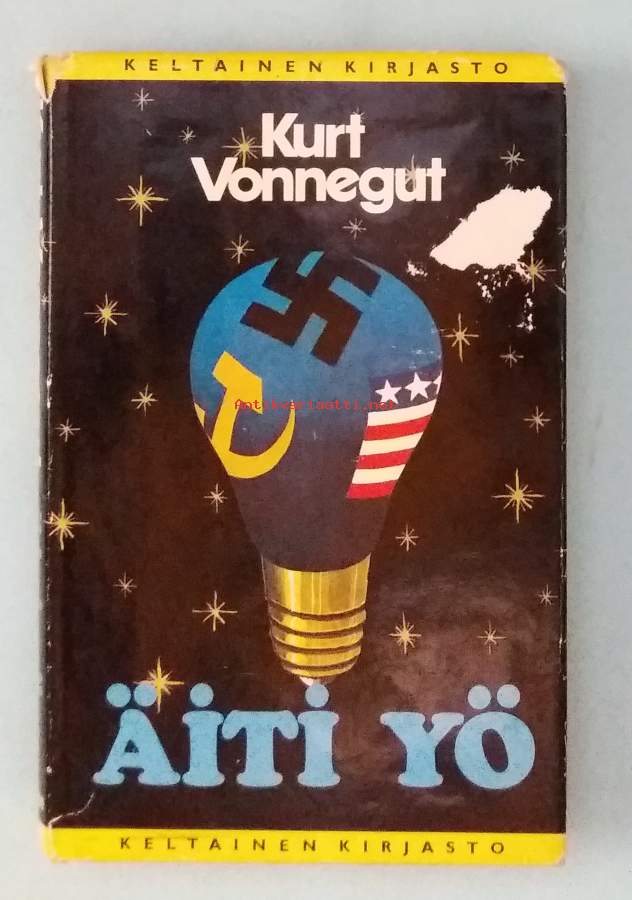 KELTAINEN KIRJASTO
Kurt
Vonnegut
Antikvariaatti.net
ÄITI YÖ
KELTAINEN KIRJASTO